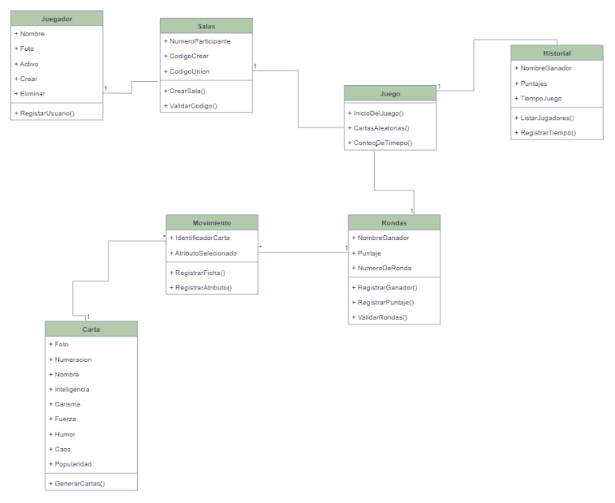 Juegador
+ Nombre
+ Foto
+ Activo
+ Crear
+ Eliminar
+ RegistarUsuario()
1
Salas
+ NumeroParticipante
+ CodigoCrear
+ CodigoUnion
+ CrearSala()
+ ValidarCodigo()
1
Juego
+ InicioDelJuego()
+ CartasAleatorias()
+ ConteoDeTimepo()
1
Historial
+ NombreGanador
+ Puntajes
+ TiempoJuego
+ ListarJugadores()
+ RegistrarTiempo()
Movimiento
+ IdentificadorCarta
+ AtributoSelecionado
+ RegistrarFicha()
+ RegistrarAtributo()
*
*
1
1
Rondas
+ NombreGanador
+ Puntaje
+ NumeroDeRonda
+ RegistrarGanador()
+ RegistrarPuntaje()
+ ValidarRondas()
1
Carta
+ Foto
+ Numeracion
+ Nombre
+ Inteligencia
+ Carisma
+ Fuerza
+ Humor
+ Caos
+ Popularidad
+ GenerarCartas()